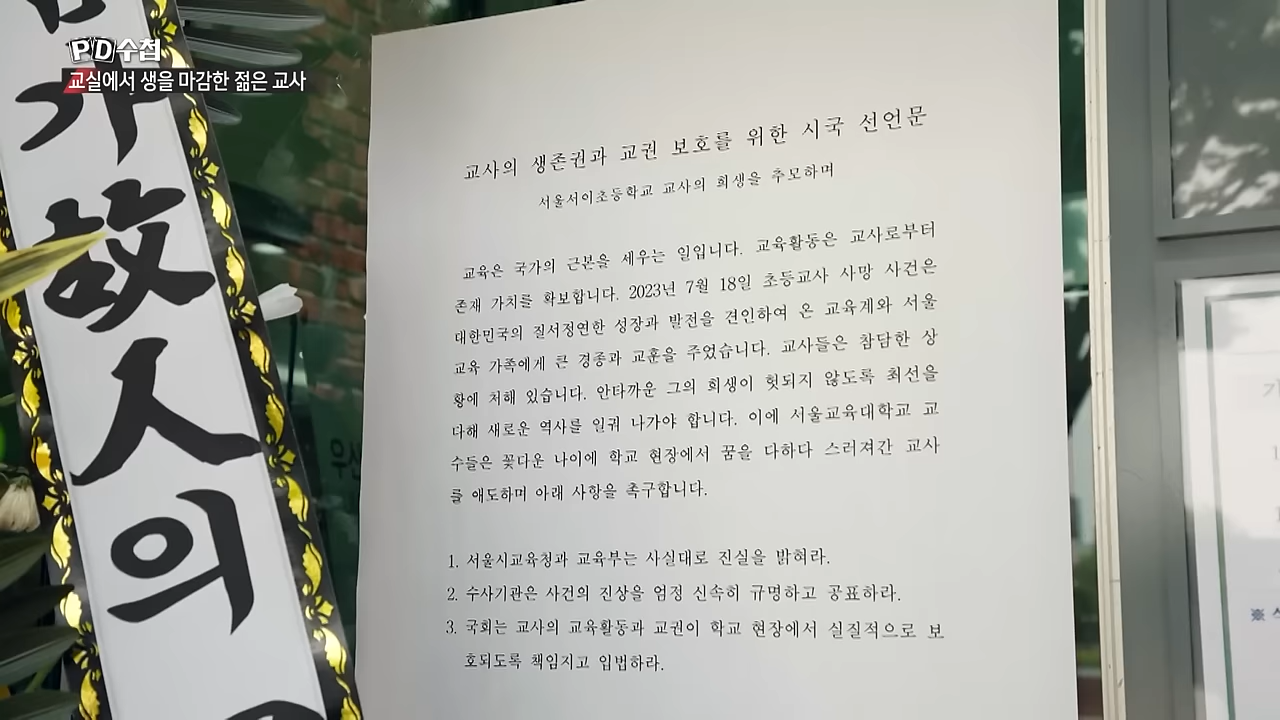 PD수첩
교실에서 생을 마감한 젊은 교사
故人의
교사의 생존권과 교권 보호를 위한 시국 선언문
서울서이초등학교 교사의 희생을 추모하며
교육은 국가의 근본을 세우는 일입니다. 교육활동은 교사로부터
존재 가치를 확보합니다. 2023년 7월 18일 초등교사 사망 사건은
대한민국의 질서정연한 성장과 발전을 견인하여 온 교육계와 서울
교육 가족에게 큰 경종과 교훈을 주었습니다. 교사들은 참담한 상
황에 처해 있습니다. 안타까운 그의 희생이 헛되지 않도록 최선을
다해 새로운 역사를 일궈 나가야 합니다. 이에 서울교육대학교 교
수들은 꽃다운 나이에 학교 현장에서 꿈을 다하다 스러져간 교사
를 애도하며 아래 사항을 촉구합니다.
1. 서울시교육청과 교육부는 사실대로 진실을 밝혀라.
2. 수사기관은 사건의 진상을 엄정 신속히 규명하고 공표하라.
3. 국회는 교사의 교육활동과 교권이 학교 현장에서 실질적으로 보
호되도록 책임지고 입법하라.